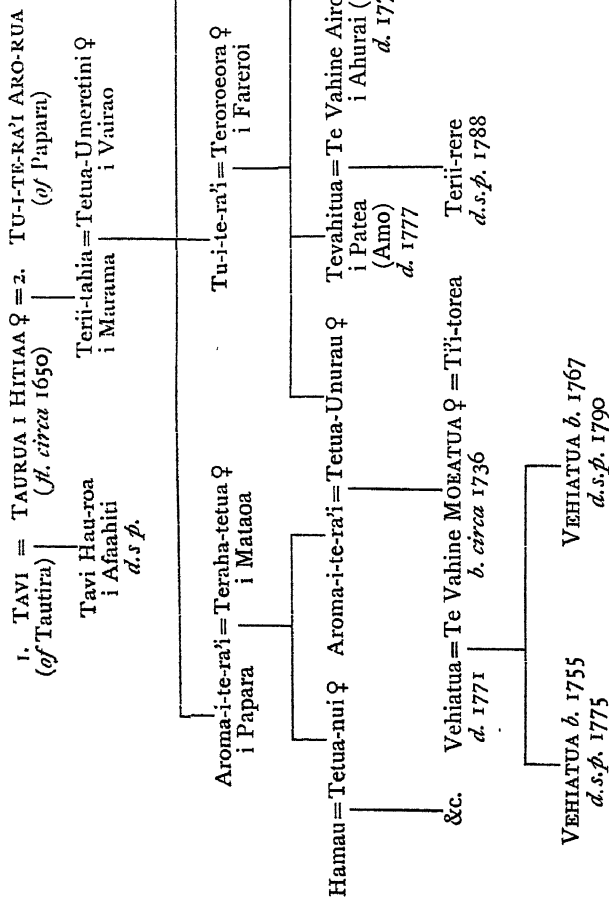 1. TAVI = TAURUA I HITIAA ♀ = 2. TU-I-TE-RA'I ARO-RUA
(of Tautira) (fl. circa 1650) (of Papara)
Tavi Hau-roa Terii-tahia = Tetua-Umeretini ♀
i Afaahiti i Marama i Vairao
d.s p.
Aroma-i-te-ra'i = Teraha-tetua ♀ Tu-i-te-ra'i = Teroroeora ♀
i Papara i Mataoa i Fareroi
Hamau = Tetua-nui ♀ Aroma-i-te-ra'i = Tetua-Unurau ♀ Tevahitua = Te Vahine Airo
i Patea i Ahurai (
(Amo) d. 177
d. 1777
&c. Vehiatua = Te Vahine MOEATUA ♀ = Ti'i-torea Terii-rere
d. 1771 b. circa 1736 d.s.p. 1788
VEHIATUA b. 1755 VEHIATUA b. 1767
d.s.p. 1775 d.s.p. 1790